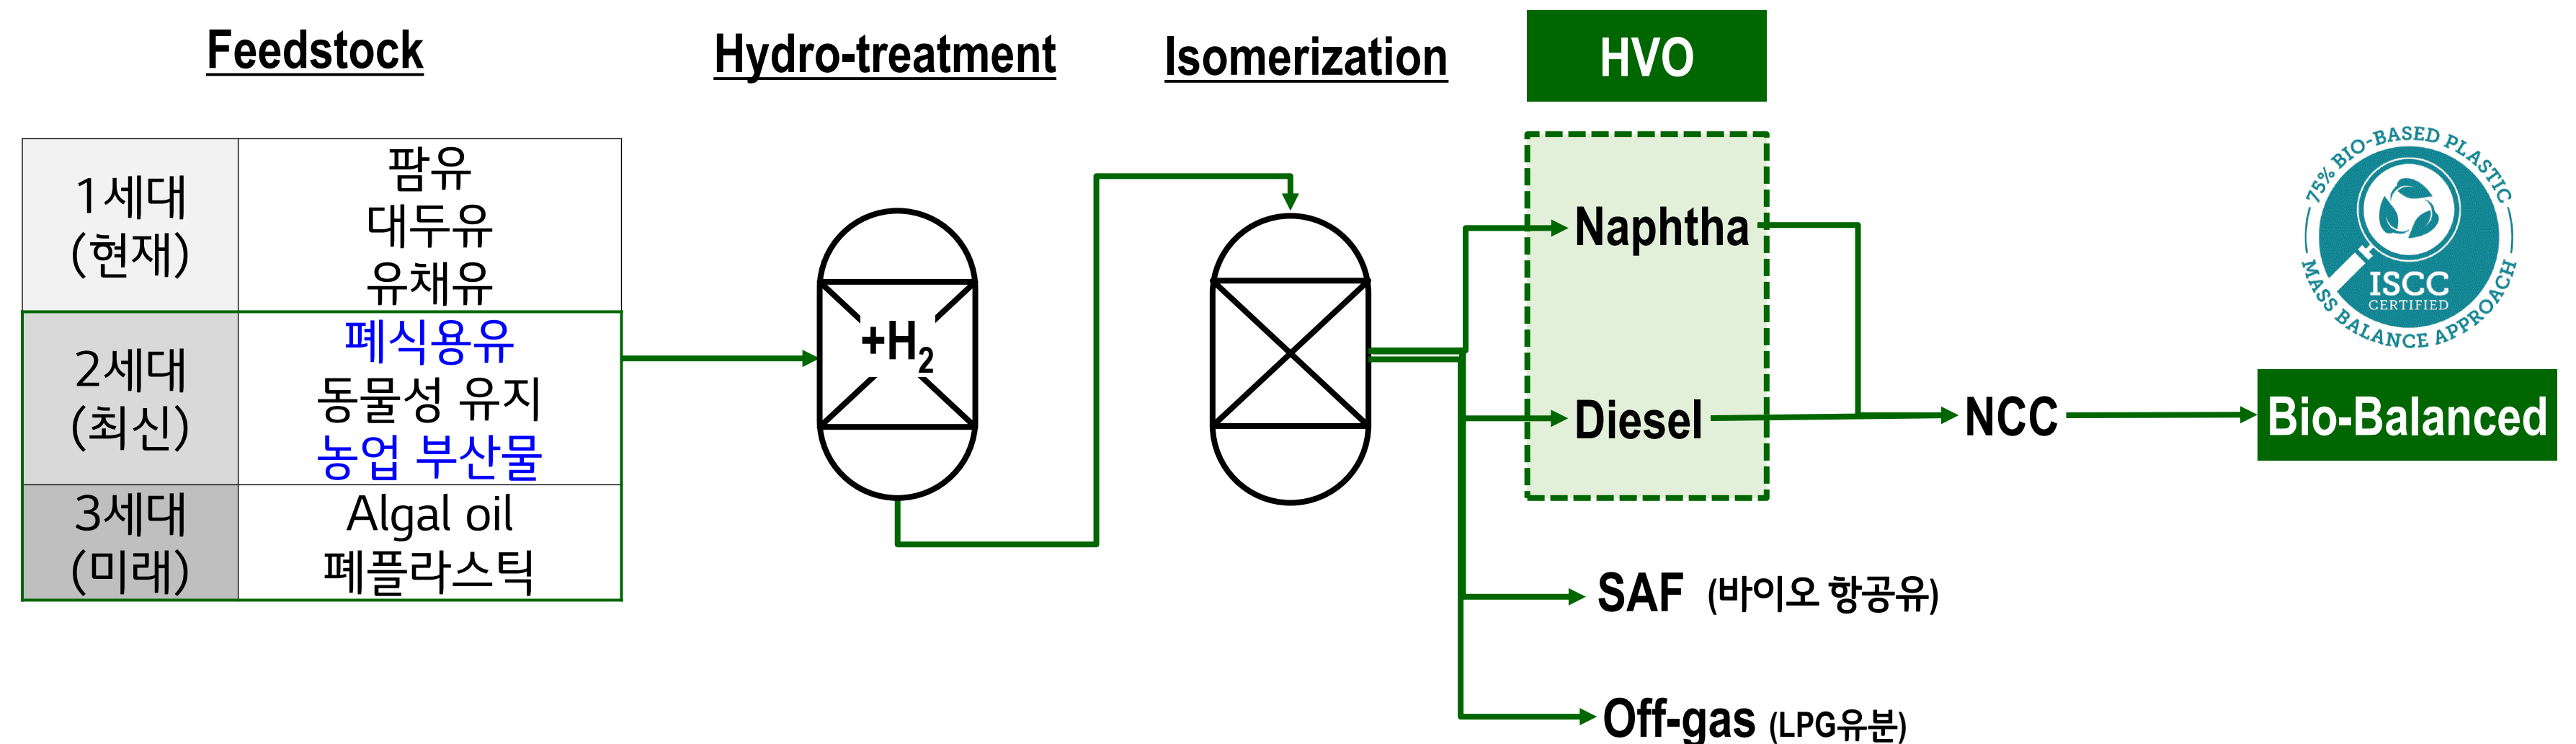 Feedstock
Hydro-treatment
Isomerization
HVO
1세대
(현재)
팜유
대두유
유채유
2세대
(최신)
폐식용유
동물성 유지
농업 부산물
3세대
(미래)
Algal oil
폐플라스틱
+H₂
Naphtha
Diesel
SAF (바이오 항공유)
Off-gas (LPG유분)
NCC
75% BIO-BASED PLASTIC
ISCC
CERTIFIED
MASS BALANCE APPROACH
Bio-Balanced